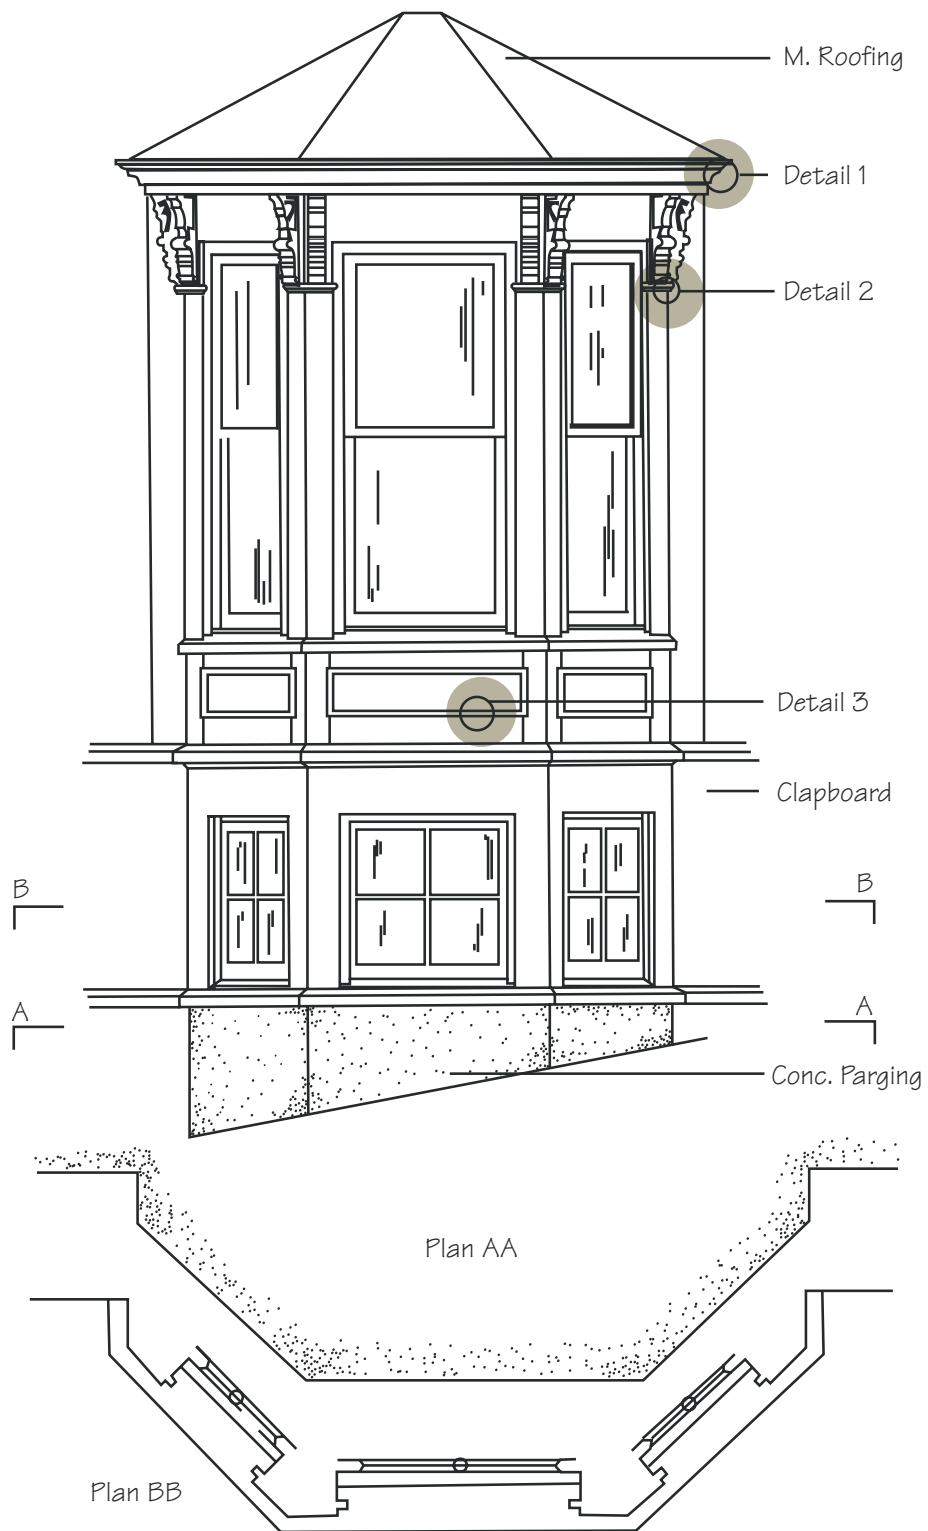 M. Roofing
Detail 1
Detail 2
Detail 3
Clapboard
B
B
A
A
Conc. Parging
Plan AA
Plan BB